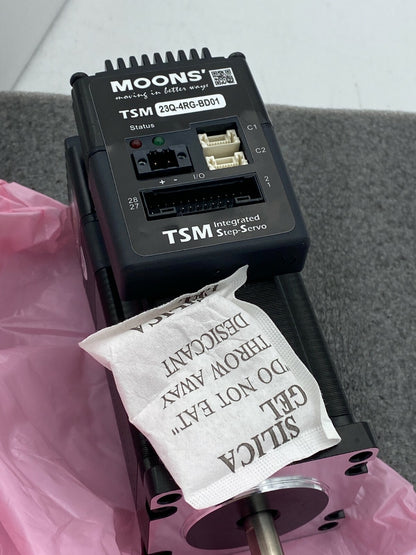 MOONS'
moving in better ways
TSM 23Q-4RG-BD01
Status
C1
C2
+ - I/O
28 2
27 1
TSM Integrated
Step-Servo
SILICA
GEL
"DO NOT EAT"
THROW AWAY
DESICCANT